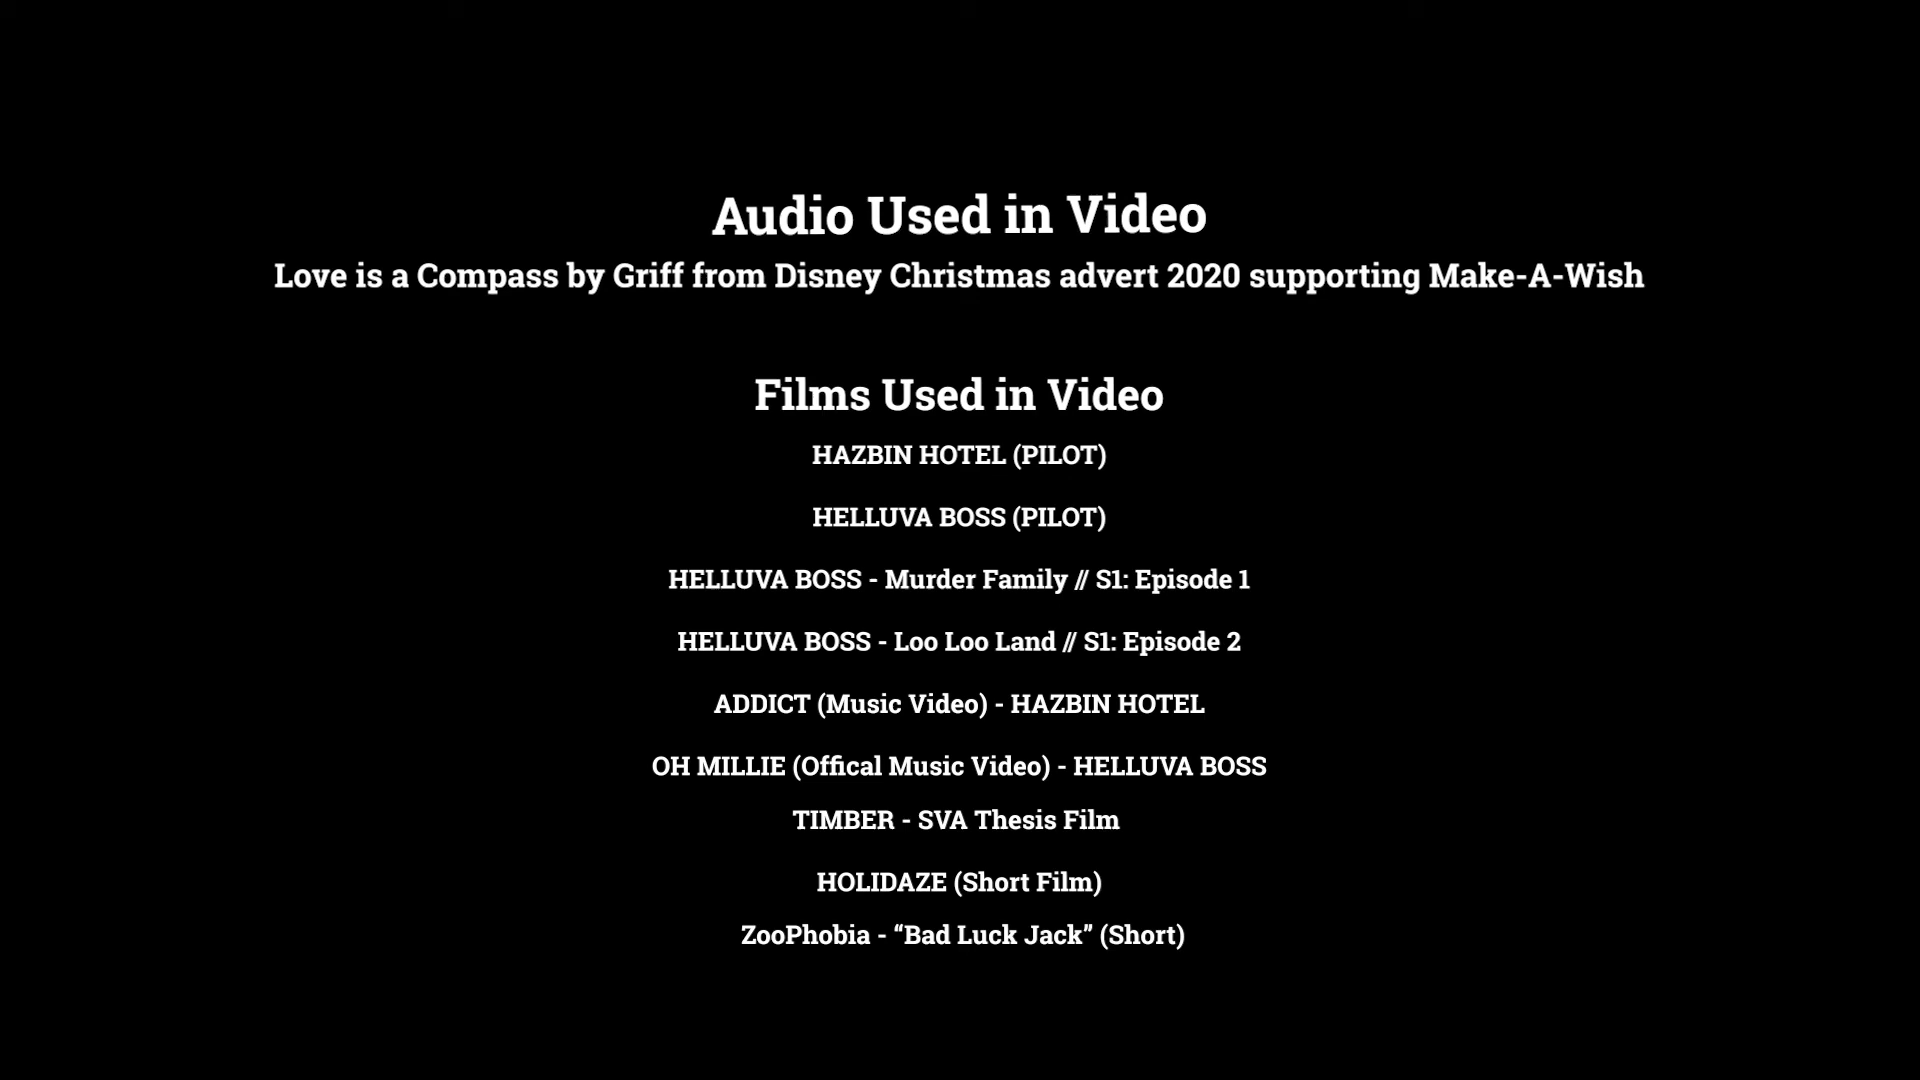 Audio Used in Video
Love is a Compass by Griff from Disney Christmas advert 2020 supporting Make-A-Wish
Films Used in Video
HAZBIN HOTEL (PILOT)
HELLUVA BOSS (PILOT)
HELLUVA BOSS - Murder Family // S1: Episode 1
HELLUVA BOSS - Loo Loo Land // S1: Episode 2
ADDICT (Music Video) - HAZBIN HOTEL
OH MILLIE (Offical Music Video) - HELLUVA BOSS
TIMBER - SVA Thesis Film
HOLIDAZE (Short Film)
ZooPhobia - “Bad Luck Jack” (Short)